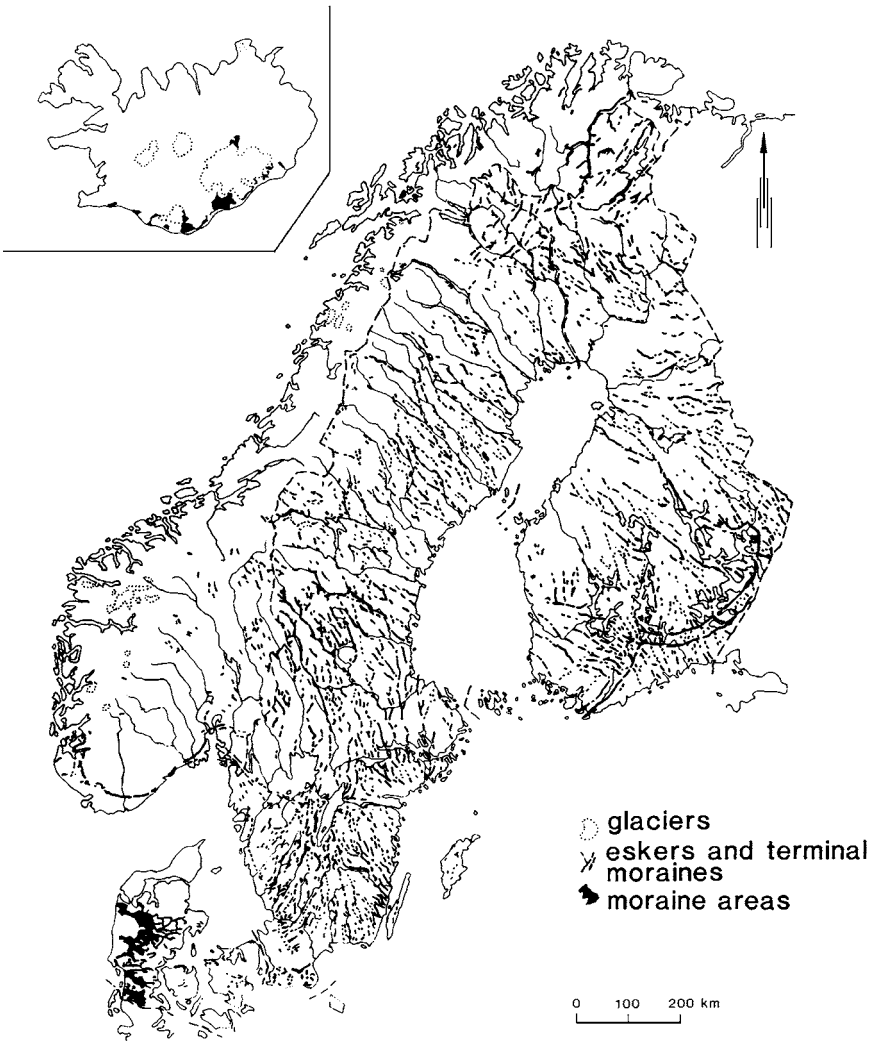 glaciers
eskers and terminal
moraines
moraine areas
0 100 200 km